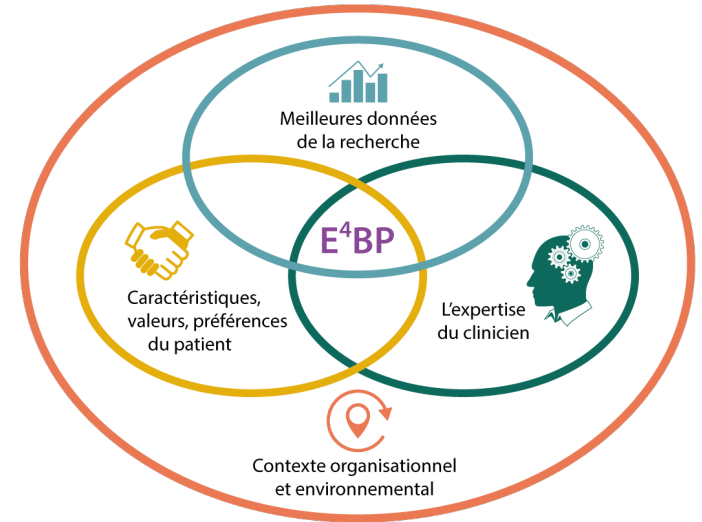 Meilleures données
de la recherche
E⁴BP
Caractéristiques,
valeurs, préférences
du patient
L'expertise
du clinicien
Contexte organisationnel
et environnemental